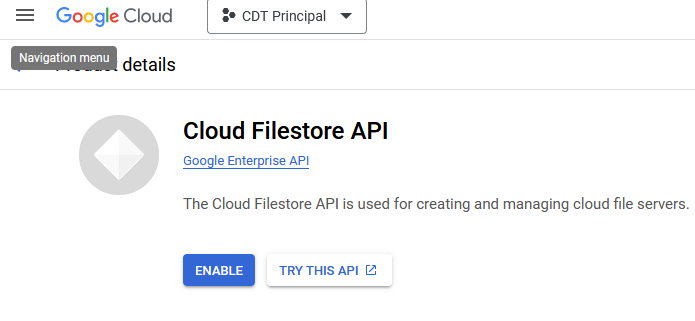 Google Cloud
CDT Principal
Navigation menu
Product details
Cloud Filestore API
Google Enterprise API
The Cloud Filestore API is used for creating and managing cloud file servers.
ENABLE
TRY THIS API